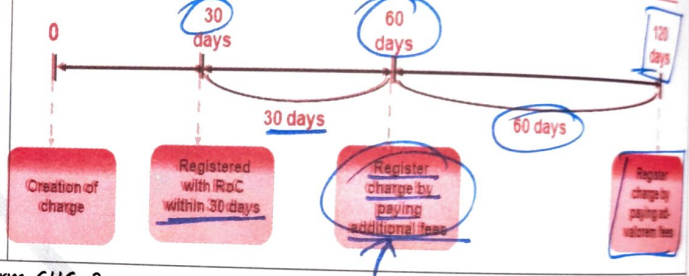 0
30
days
60
days
120
days
30 days
60 days
Creation of
charge
Registered
with RoC
within 30 days
Register
charge by
paying
additional fees
Register
charge by
paying ad-
valorem fees